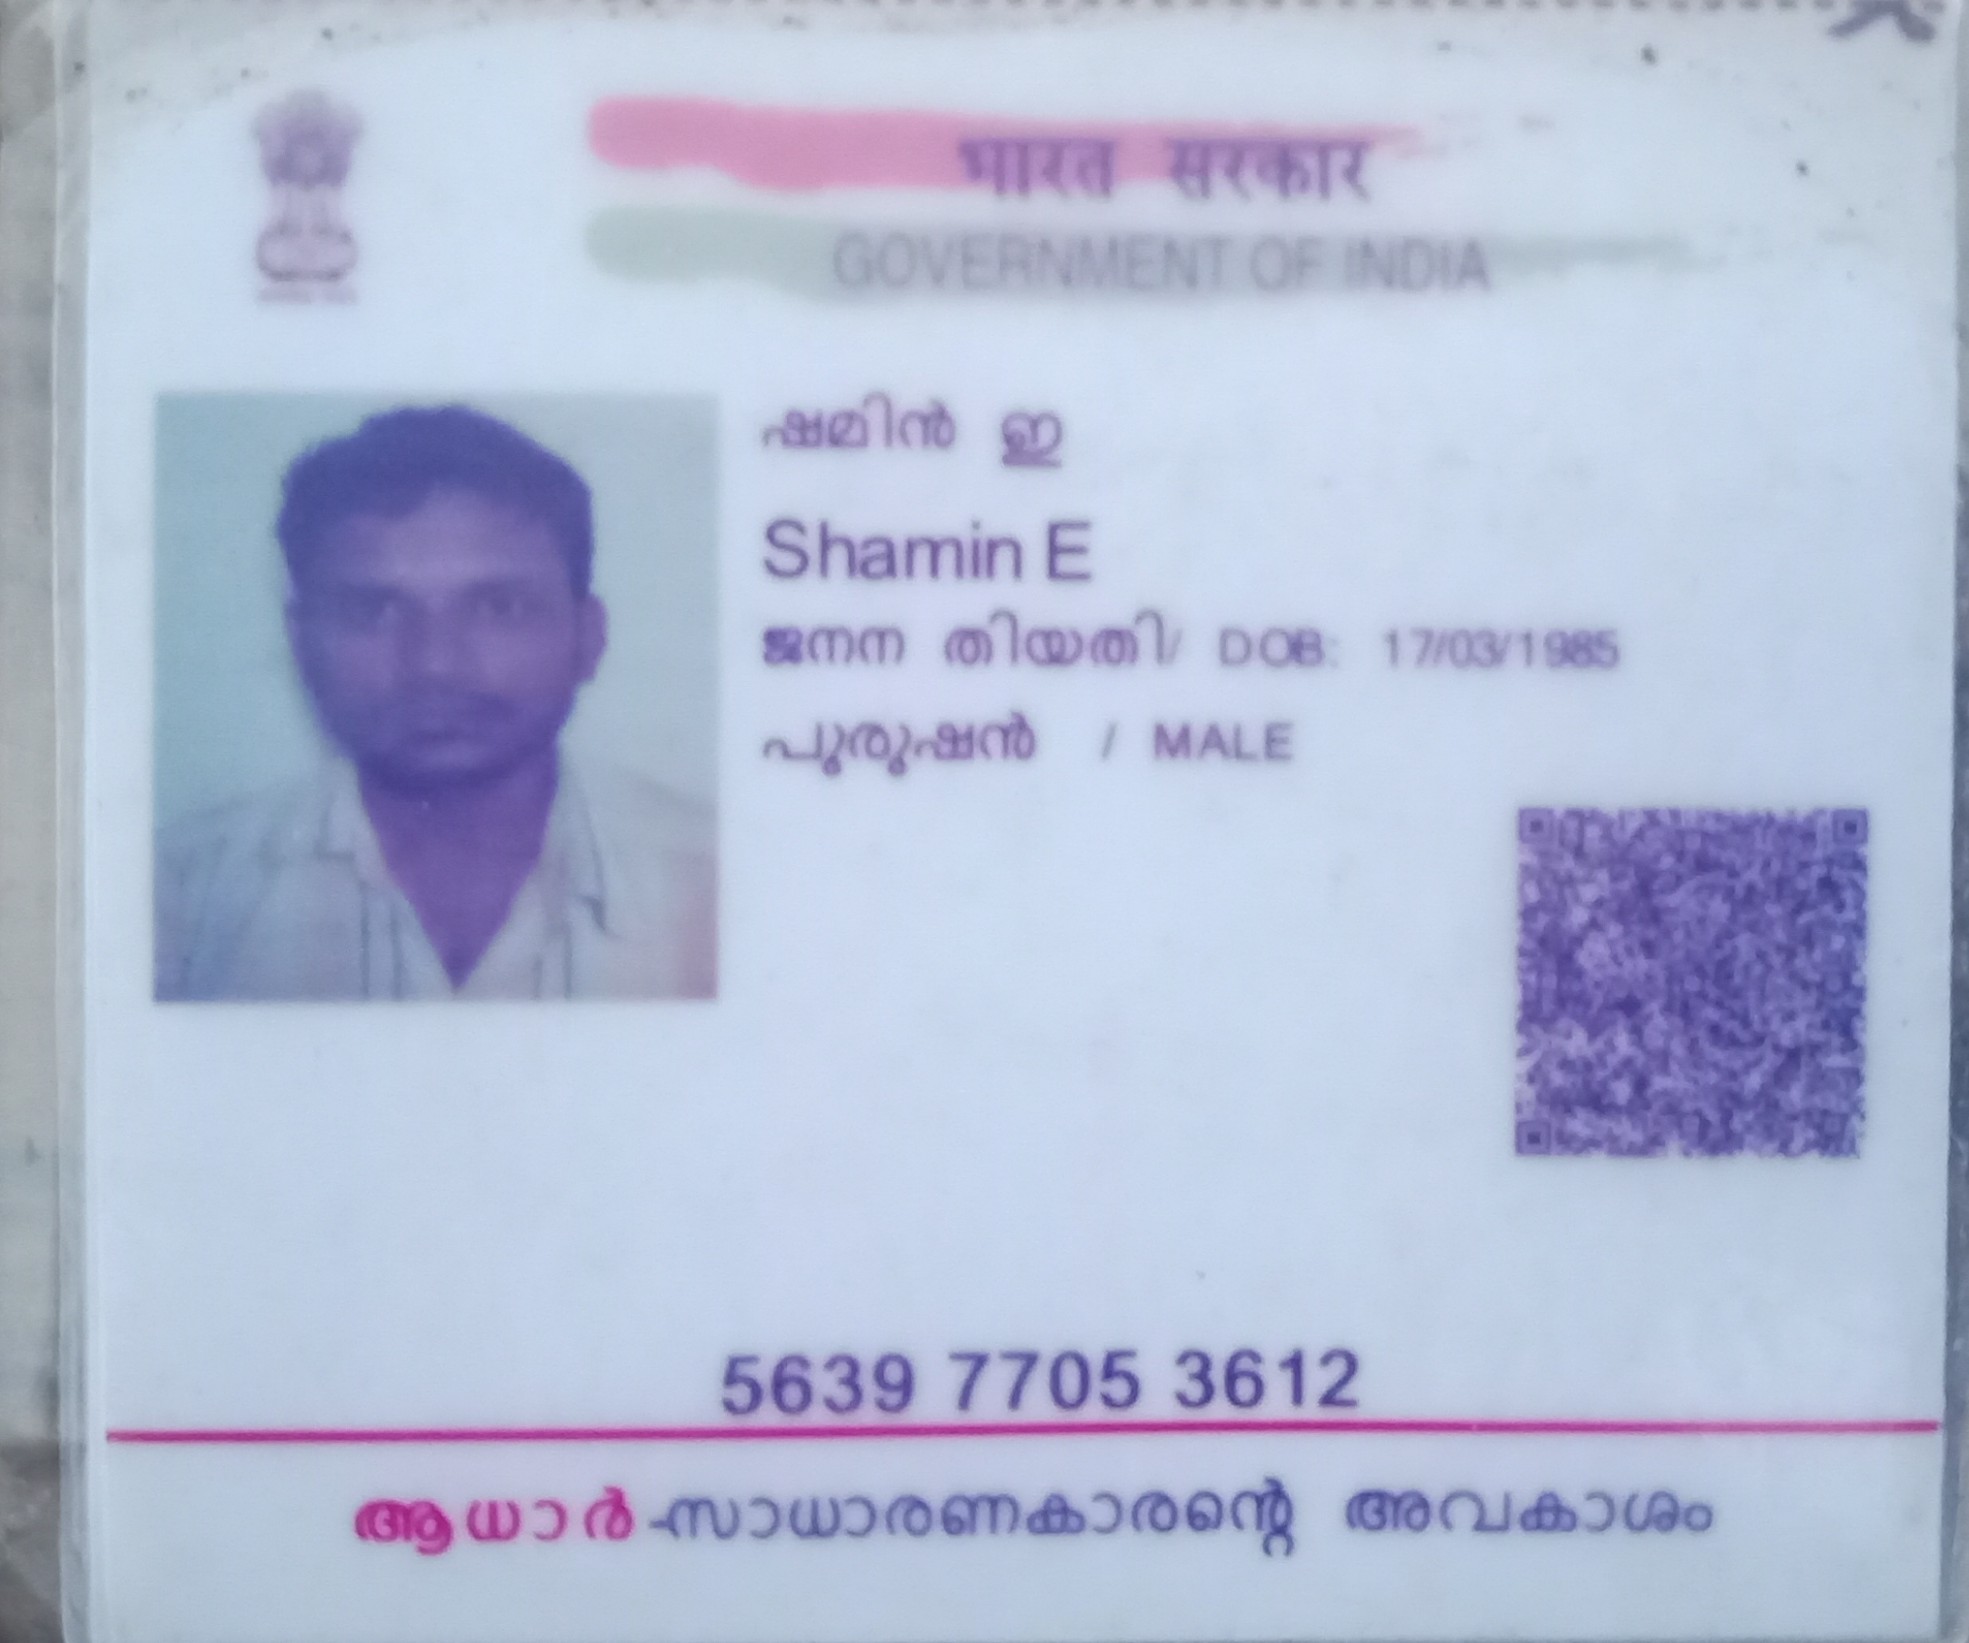 भारत सरकार
GOVERNMENT OF INDIA
ഷമിൻ ഇ
Shamin E
ജനന തിയതി/ DOB: 17/03/1985
പുരുഷൻ / MALE
5639 7705 3612
ആധാർ-സാധാരണകാരന്റെ അവകാശം